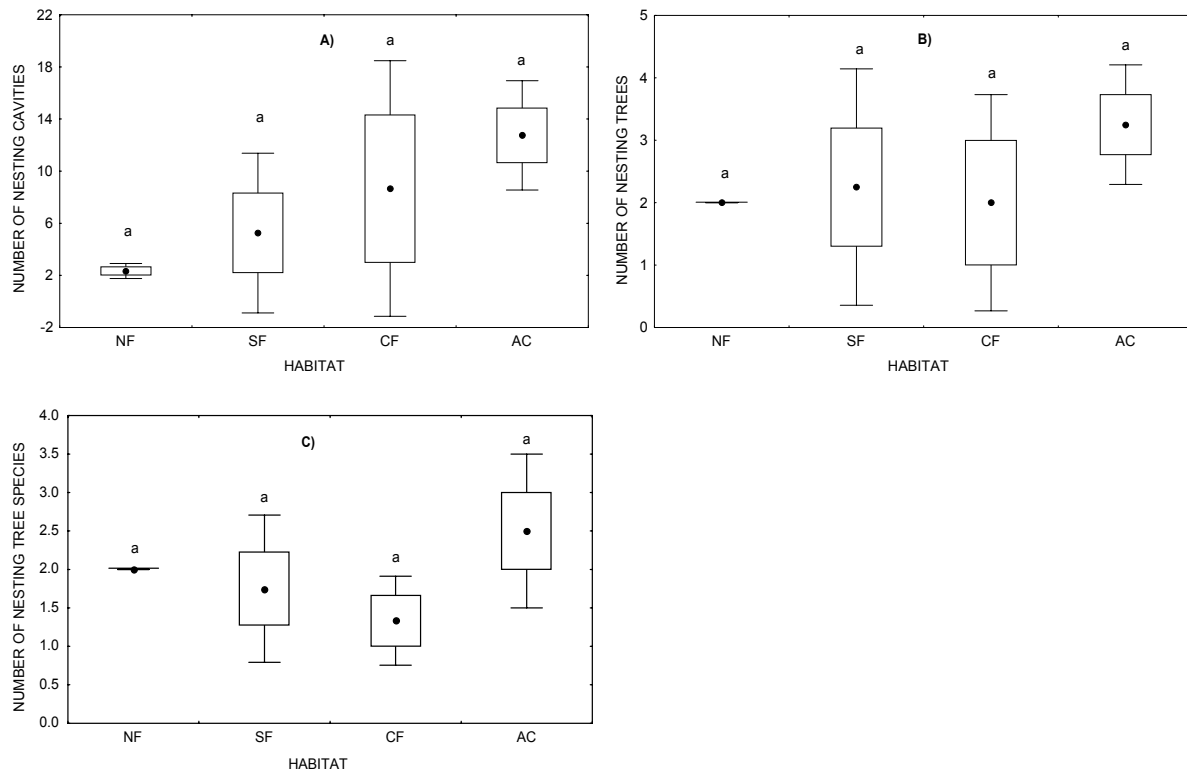 A)
NUMBER OF NESTING CAVITIES
22
18
14
10
6
2
-2
a
a
a
a
NF
SF
CF
AC
HABITAT
B)
NUMBER OF NESTING TREES
5
4
3
2
1
0
a
a
a
a
NF
SF
CF
AC
HABITAT
C)
NUMBER OF NESTING TREE SPECIES
4.0
3.5
3.0
2.5
2.0
1.5
1.0
0.5
0.0
a
a
a
a
NF
SF
CF
AC
HABITAT